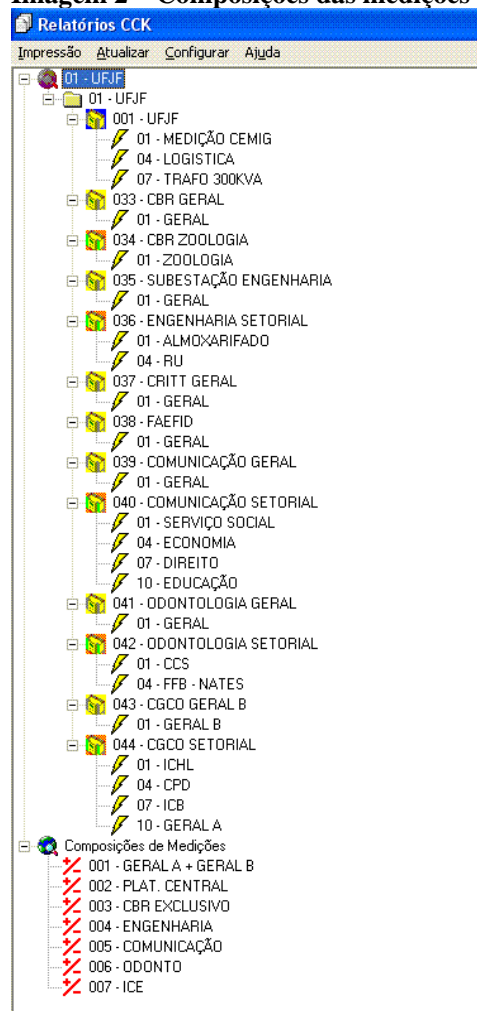 Imagem 2 – Composições das medições
Relatórios CCK
Impressão Atualizar Configurar Ajuda
01 - UFJF
01 - UFJF
001 - UFJF
01 - MEDIÇÃO CEMIG
04 - LOGISTICA
07 - TRAFO 300KVA
033 - CBR GERAL
01 - GERAL
034 - CBR ZOOLOGIA
01 - ZOOLOGIA
035 - SUBESTAÇÃO ENGENHARIA
01 - GERAL
036 - ENGENHARIA SETORIAL
01 - ALMOXARIFADO
04 - RU
037 - CRITT GERAL
01 - GERAL
038 - FAEFID
01 - GERAL
039 - COMUNICAÇÃO GERAL
01 - GERAL
040 - COMUNICAÇÃO SETORIAL
01 - SERVIÇO SOCIAL
04 - ECONOMIA
07 - DIREITO
10 - EDUCAÇÃO
041 - ODONTOLOGIA GERAL
01 - GERAL
042 - ODONTOLOGIA SETORIAL
01 - CCS
04 - FFB - NATES
043 - CGCO GERAL B
01 - GERAL B
044 - CGCO SETORIAL
01 - ICHL
04 - CPD
07 - ICB
10 - GERAL A
Composições de Medições
001 - GERAL A + GERAL B
002 - PLAT. CENTRAL
003 - CBR EXCLUSIVO
004 - ENGENHARIA
005 - COMUNICAÇÃO
006 - ODONTO
007 - ICE